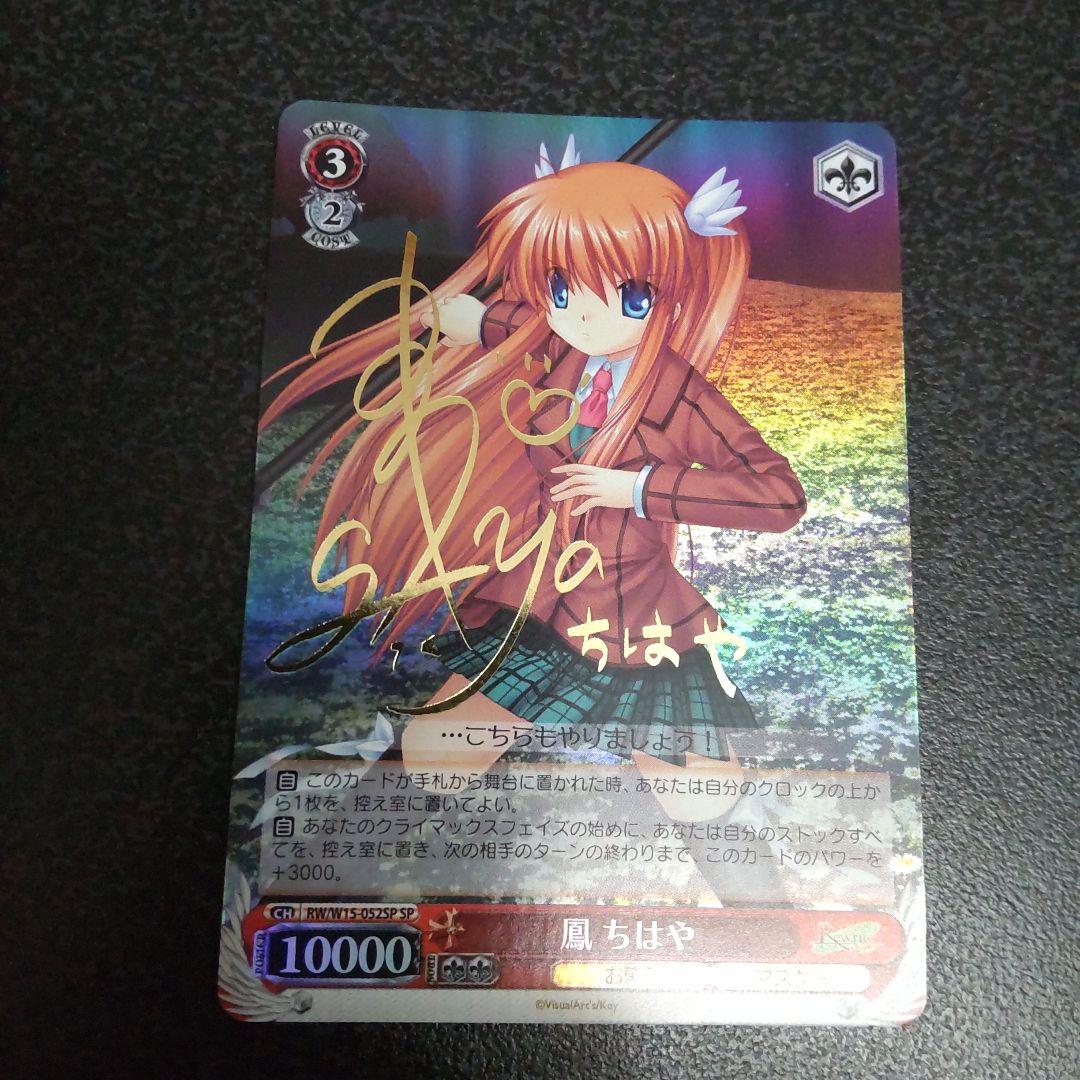 LEVEL
3
2
COST
ちはや
…こちらもやりましょう！
自 このカードが手札から舞台に置かれた時、あなたは自分のクロックの上か
ら1枚を、控え室に置いてよい。
自 あなたのクライマックスフェイズの始めに、あなたは自分のストックすべ
てを、控え室に置き、次の相手のターンの終わりまで、このカードのパワーを
+3000。
CH RW/W15-052SP SP
POWER 10000 SOUL
鳳 ちはや
Rewrite
マスター
©VisualArt's/Key